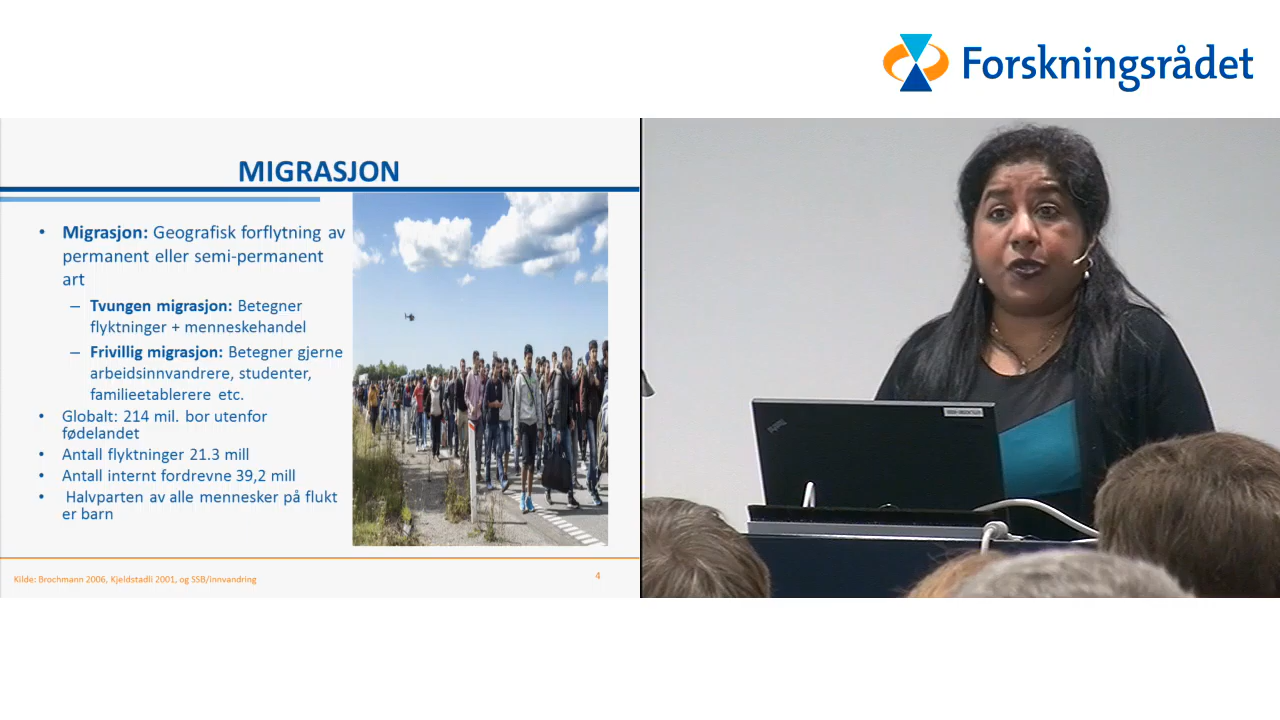 Forskningsrådet
MIGRASJON
• Migrasjon: Geografisk forflytning av
permanent eller semi-permanent
art
– Tvungen migrasjon: Betegner
flyktninger + menneskehandel
– Frivillig migrasjon: Betegner gjerne
arbeidsinnvandrere, studenter,
familieetablerere etc.
• Globalt: 214 mil. bor utenfor
fødelandet
• Antall flyktninger 21.3 mill
• Antall internt fordrevne 39,2 mill
• Halvparten av alle mennesker på flukt
er barn
Kilde: Brochmann 2006, Kjeldstadli 2001, og SSB/Innvandring
4